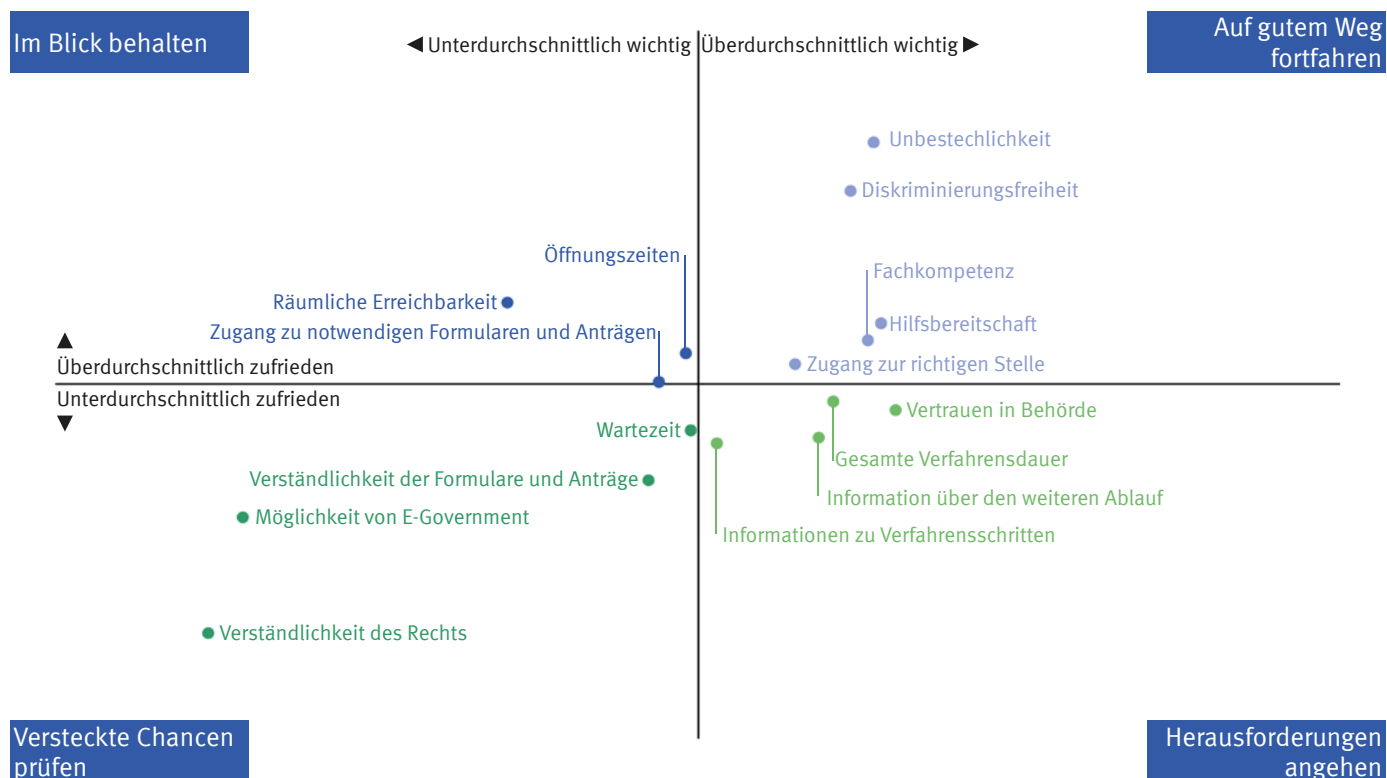 Im Blick behalten
◀ Unterdurchschnittlich wichtig
Überdurchschnittlich wichtig ▶
Auf gutem Weg
fortfahren
Unbestechlichkeit
Diskriminierungsfreiheit
Öffnungszeiten
Fachkompetenz
Räumliche Erreichbarkeit
Hilfsbereitschaft
Zugang zu notwendigen Formularen und Anträgen
▲
Überdurchschnittlich zufrieden
Zugang zur richtigen Stelle
Unterdurchschnittlich zufrieden
▼
Vertrauen in Behörde
Wartezeit
Gesamte Verfahrensdauer
Verständlichkeit der Formulare und Anträge
Information über den weiteren Ablauf
Möglichkeit von E-Government
Informationen zu Verfahrensschritten
Verständlichkeit des Rechts
Versteckte Chancen
prüfen
Herausforderungen
angehen